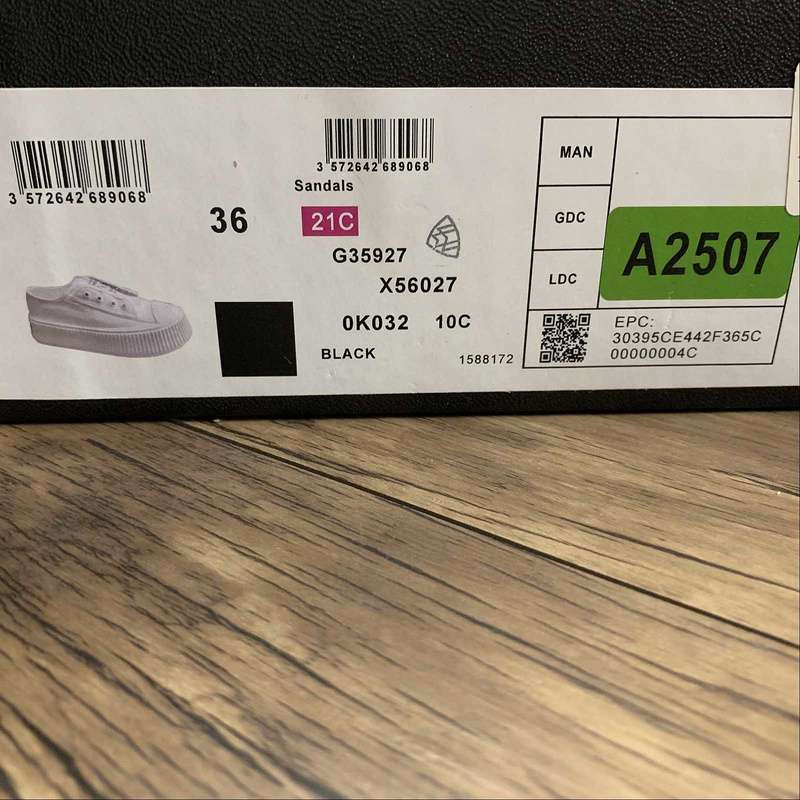 3 572642 689068
3 572642 689068
Sandals
36
21C
G35927
X56027
0K032 10C
BLACK
1588172
MAN
GDC
LDC
A2507
EPC:
30395CE442F365C
00000004C